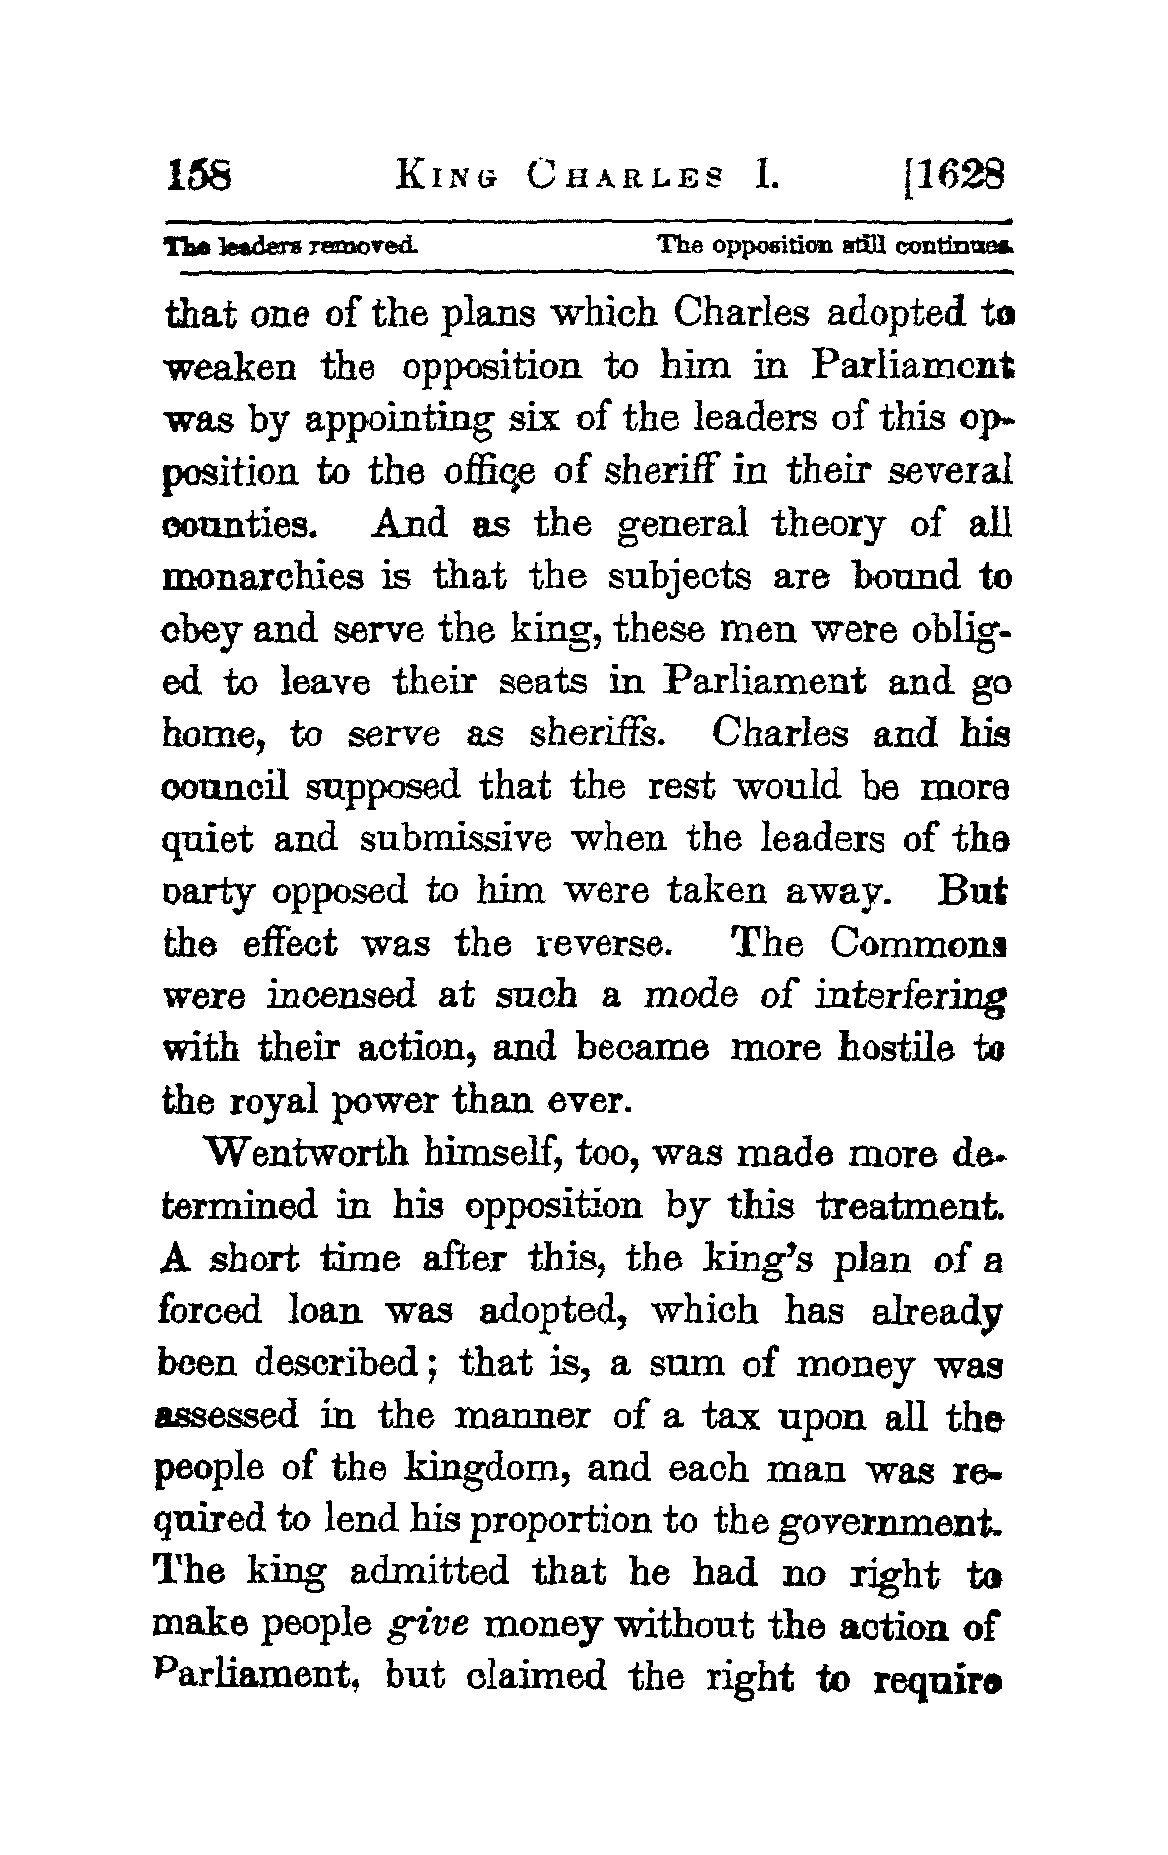 158 King Charles I. [1628
The leaders removed. The opposition still continues.
that one of the plans which Charles adopted to
weaken the opposition to him in Parliament
was by appointing six of the leaders of this op-
position to the office of sheriff in their several
counties. And as the general theory of all
monarchies is that the subjects are bound to
obey and serve the king, these men were oblig-
ed to leave their seats in Parliament and go
home, to serve as sheriffs. Charles and his
council supposed that the rest would be more
quiet and submissive when the leaders of the
party opposed to him were taken away. But
the effect was the reverse. The Commons
were incensed at such a mode of interfering
with their action, and became more hostile to
the royal power than ever.
Wentworth himself, too, was made more de-
termined in his opposition by this treatment.
A short time after this, the king's plan of a
forced loan was adopted, which has already
been described; that is, a sum of money was
assessed in the manner of a tax upon all the
people of the kingdom, and each man was re-
quired to lend his proportion to the government.
The king admitted that he had no right to
make people give money without the action of
Parliament, but claimed the right to require